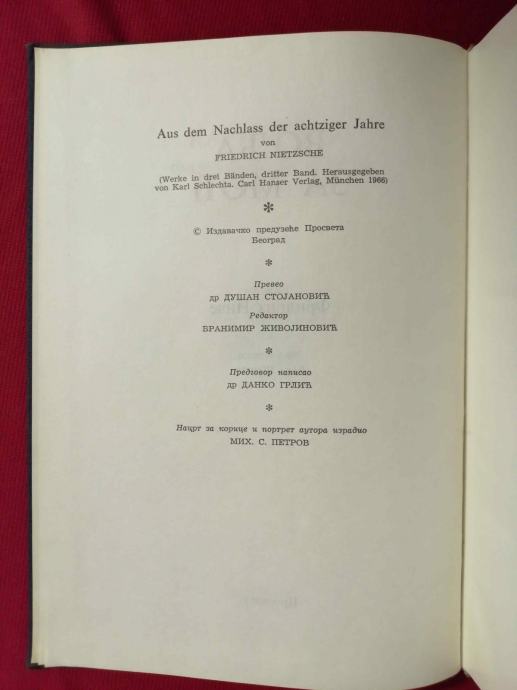 Aus dem Nachlass der achtziger Jahre
von
FRIEDRICH NIETZSCHE
(Werke in drei Bänden, dritter Band. Herausgegeben
von Karl Schlechta. Carl Hanser Verlag, München 1966)
*
© Издавачко предузеће Просвета
Београд
*
Превео
др ДУШАН СТОЈАНОВИЋ
Редактор
БРАНИМИР ЖИВОЈИНОВИЋ
*
Предговор написао
др ДАНКО ГРЛИЋ
*
Нацрт за корице и портрет аутора израдио
МИХ. С. ПЕТРОВ